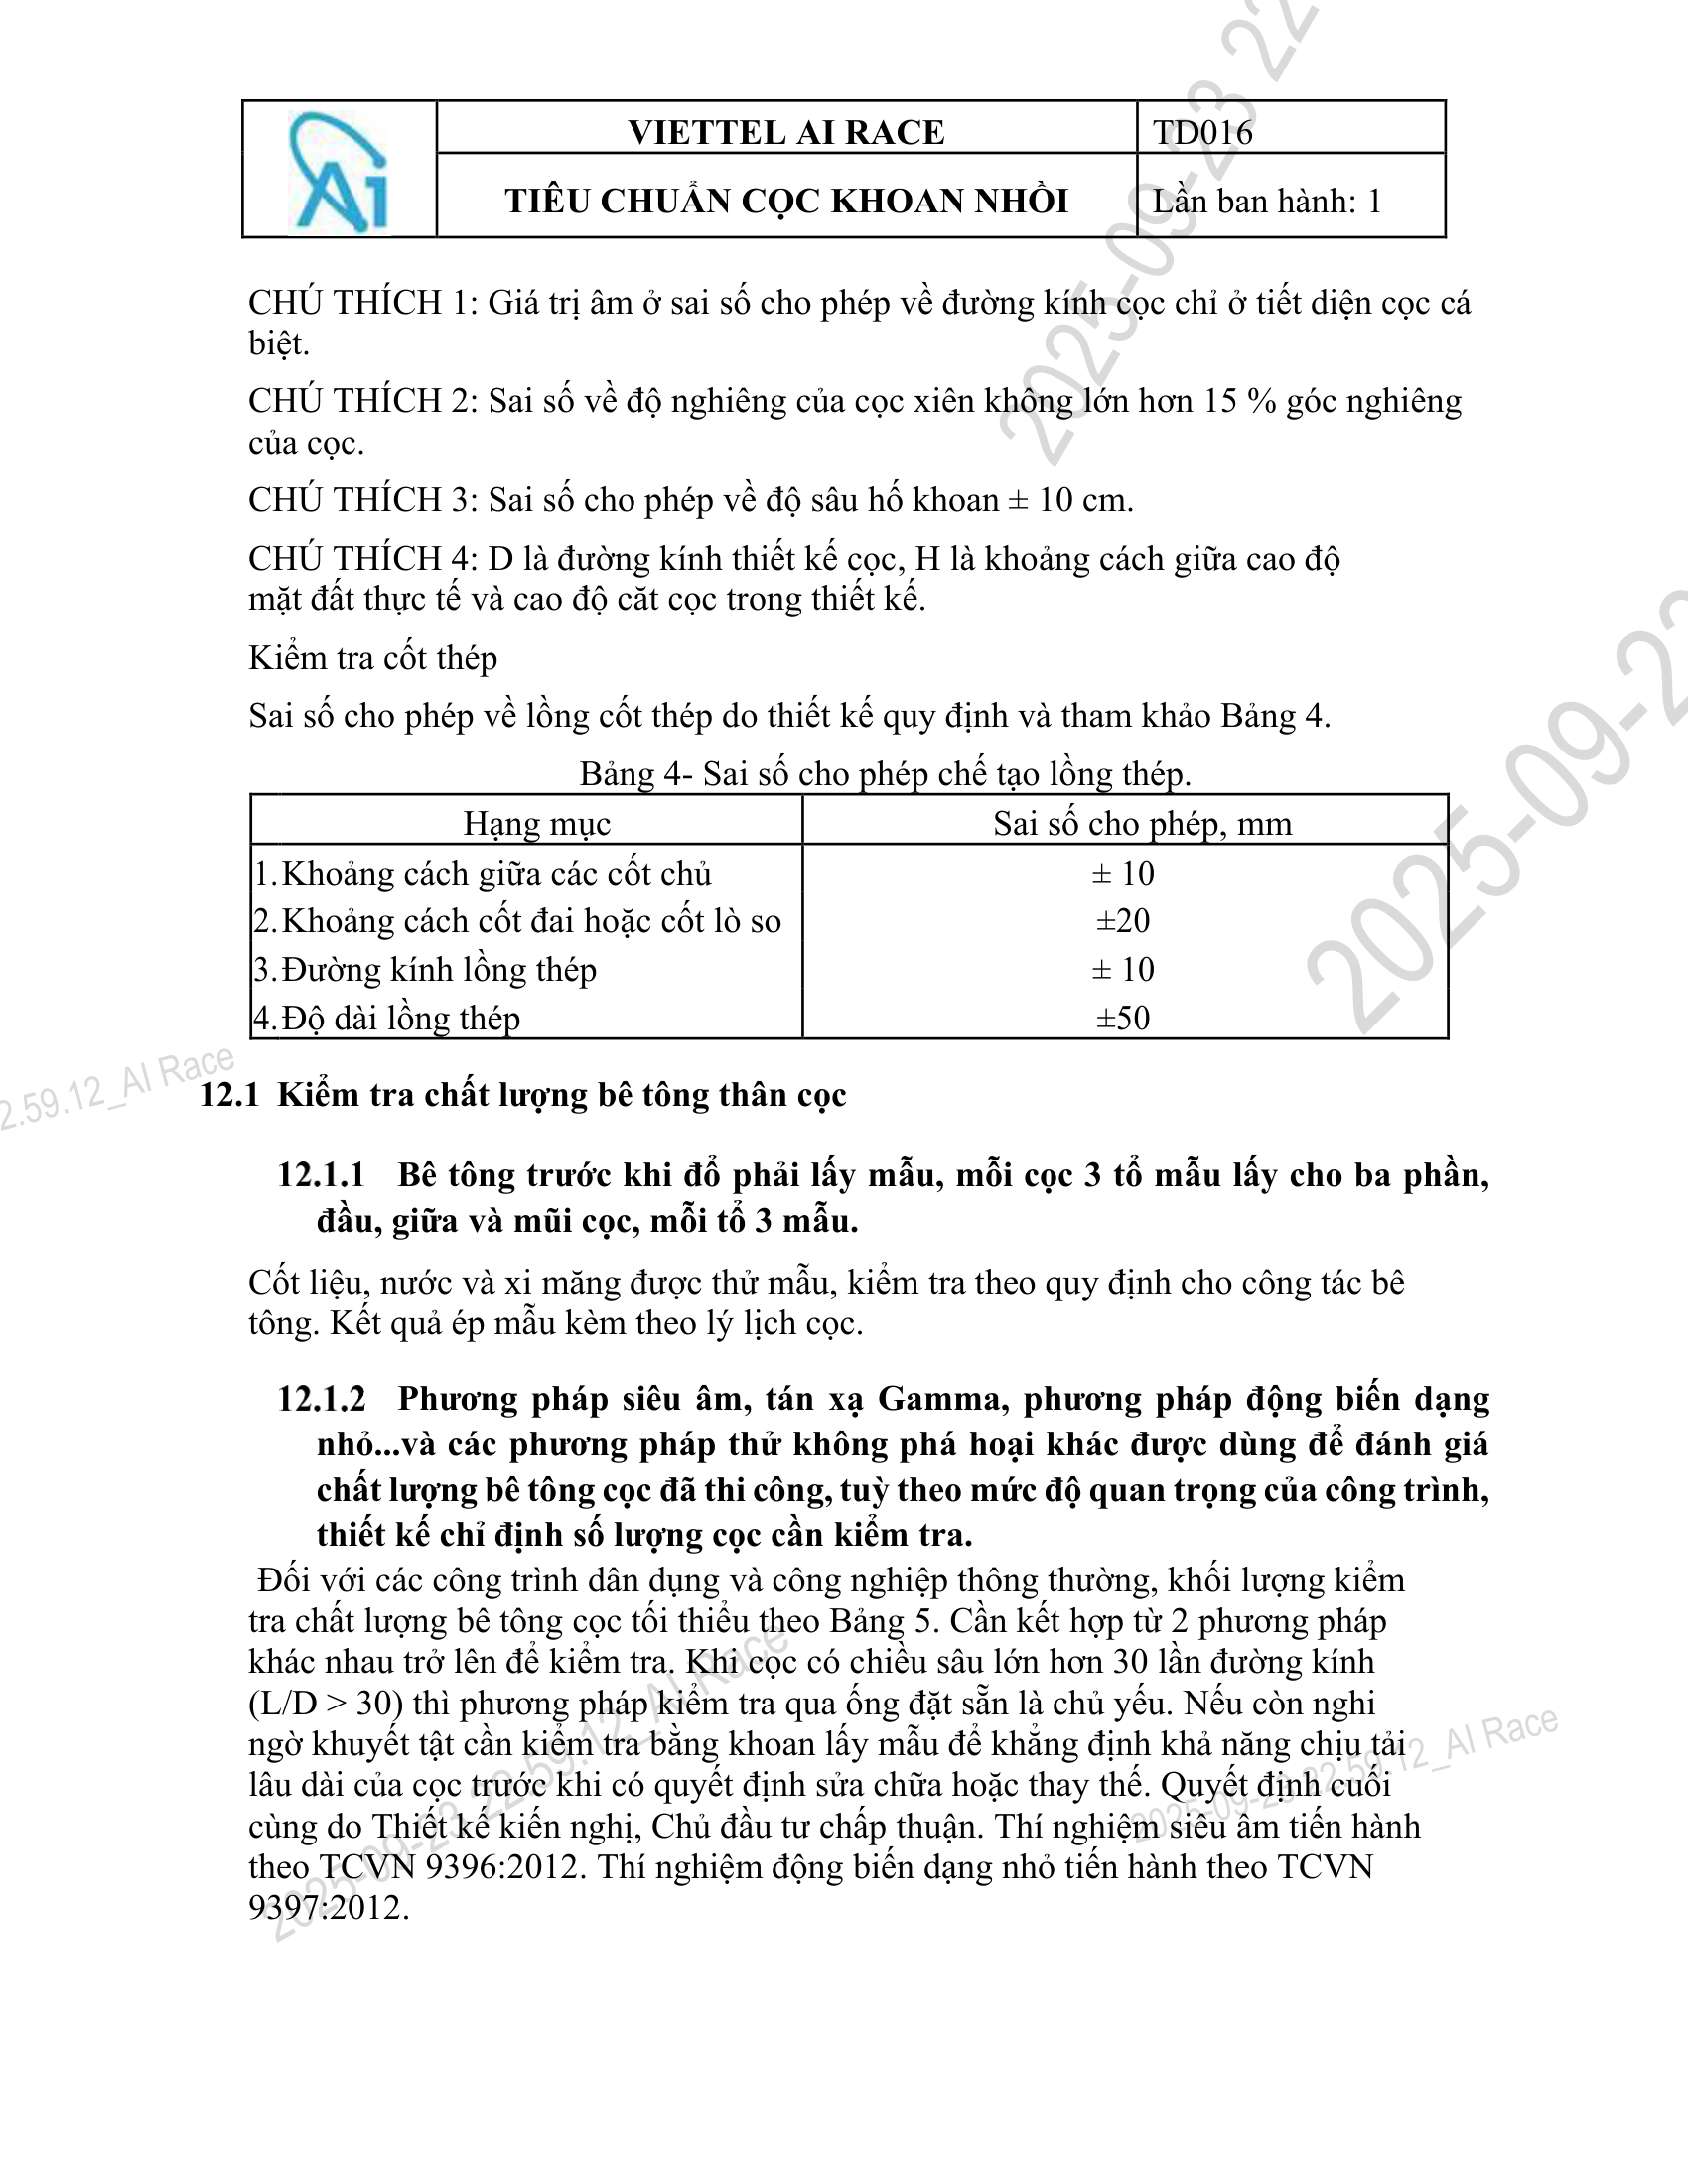 VIETTEL AI RACE
TD016
TIÊU CHUẨN CỌC KHOAN NHỒI
Lần ban hành: 1
CHÚ THÍCH 1: Giá trị âm ở sai số cho phép về đường kính cọc chỉ ở tiết diện cọc cá
biệt.
CHÚ THÍCH 2: Sai số về độ nghiêng của cọc xiên không lớn hơn 15 % góc nghiêng
của cọc.
CHÚ THÍCH 3: Sai số cho phép về độ sâu hố khoan ± 10 cm.
CHÚ THÍCH 4: D là đường kính thiết kế cọc, H là khoảng cách giữa cao độ
mặt đất thực tế và cao độ căt cọc trong thiết kế.
Kiểm tra cốt thép
Sai số cho phép về lồng cốt thép do thiết kế quy định và tham khảo Bảng 4.
Bảng 4- Sai số cho phép chế tạo lồng thép.
Hạng mục Sai số cho phép, mm
1. Khoảng cách giữa các cốt chủ ± 10
2. Khoảng cách cốt đai hoặc cốt lò so ±20
3. Đường kính lồng thép ± 10
4. Độ dài lồng thép ±50
12.1 Kiểm tra chất lượng bê tông thân cọc
12.1.1 Bê tông trước khi đổ phải lấy mẫu, mỗi cọc 3 tổ mẫu lấy cho ba phần,
đầu, giữa và mũi cọc, mỗi tổ 3 mẫu.
Cốt liệu, nước và xi măng được thử mẫu, kiểm tra theo quy định cho công tác bê
tông. Kết quả ép mẫu kèm theo lý lịch cọc.
12.1.2 Phương pháp siêu âm, tán xạ Gamma, phương pháp động biến dạng
nhỏ...và các phương pháp thử không phá hoại khác được dùng để đánh giá
chất lượng bê tông cọc đã thi công, tuỳ theo mức độ quan trọng của công trình,
thiết kế chỉ định số lượng cọc cần kiểm tra.
Đối với các công trình dân dụng và công nghiệp thông thường, khối lượng kiểm
tra chất lượng bê tông cọc tối thiểu theo Bảng 5. Cần kết hợp từ 2 phương pháp
khác nhau trở lên để kiểm tra. Khi cọc có chiều sâu lớn hơn 30 lần đường kính
(L/D > 30) thì phương pháp kiểm tra qua ống đặt sẵn là chủ yếu. Nếu còn nghi
ngờ khuyết tật cần kiểm tra bằng khoan lấy mẫu để khẳng định khả năng chịu tải
lâu dài của cọc trước khi có quyết định sửa chữa hoặc thay thế. Quyết định cuối
cùng do Thiết kế kiến nghị, Chủ đầu tư chấp thuận. Thí nghiệm siêu âm tiến hành
theo TCVN 9396:2012. Thí nghiệm động biến dạng nhỏ tiến hành theo TCVN
9397:2012.
2025-09-23 22
2025-09-23
2.59.12_AI Race
2025-09-23 22.59.12_AI Race
2025-09-23 22.59.12_AI Race